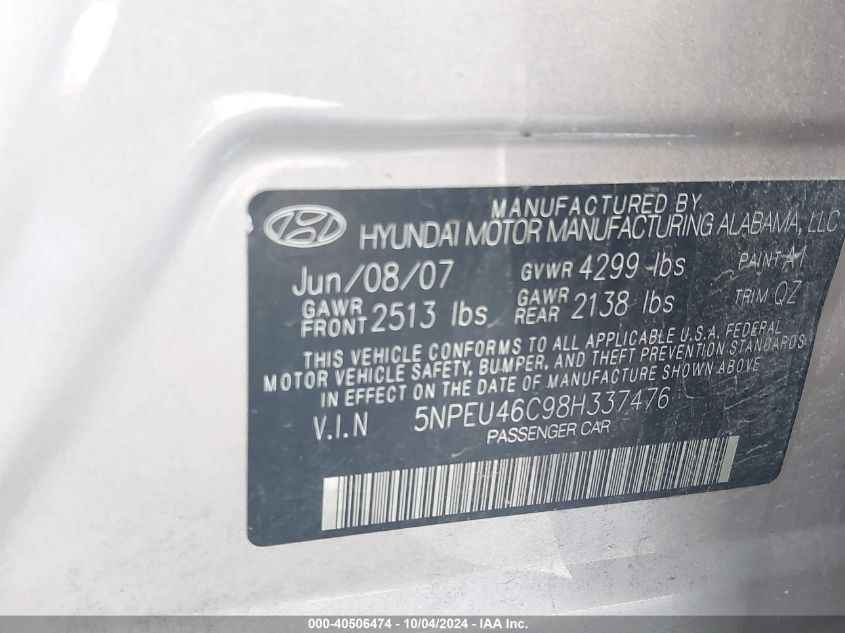 MANUFACTURED BY
HYUNDAI MOTOR MANUFACTURING ALABAMA, LLC
Jun/08/07 GVWR 4299 lbs PAINT A1
GAWR FRONT 2513 lbs GAWR REAR 2138 lbs TRIM QZ
THIS VEHICLE CONFORMS TO ALL APPLICABLE U.S.A. FEDERAL
MOTOR VEHICLE SAFETY, BUMPER, AND THEFT PREVENTION STANDARDS
IN EFFECT ON THE DATE OF MANUFACTURE SHOWN ABOVE
V.I.N 5NPEU46C98H337476
PASSENGER CAR
000-40506474 - 10/04/2024 - IAA Inc.